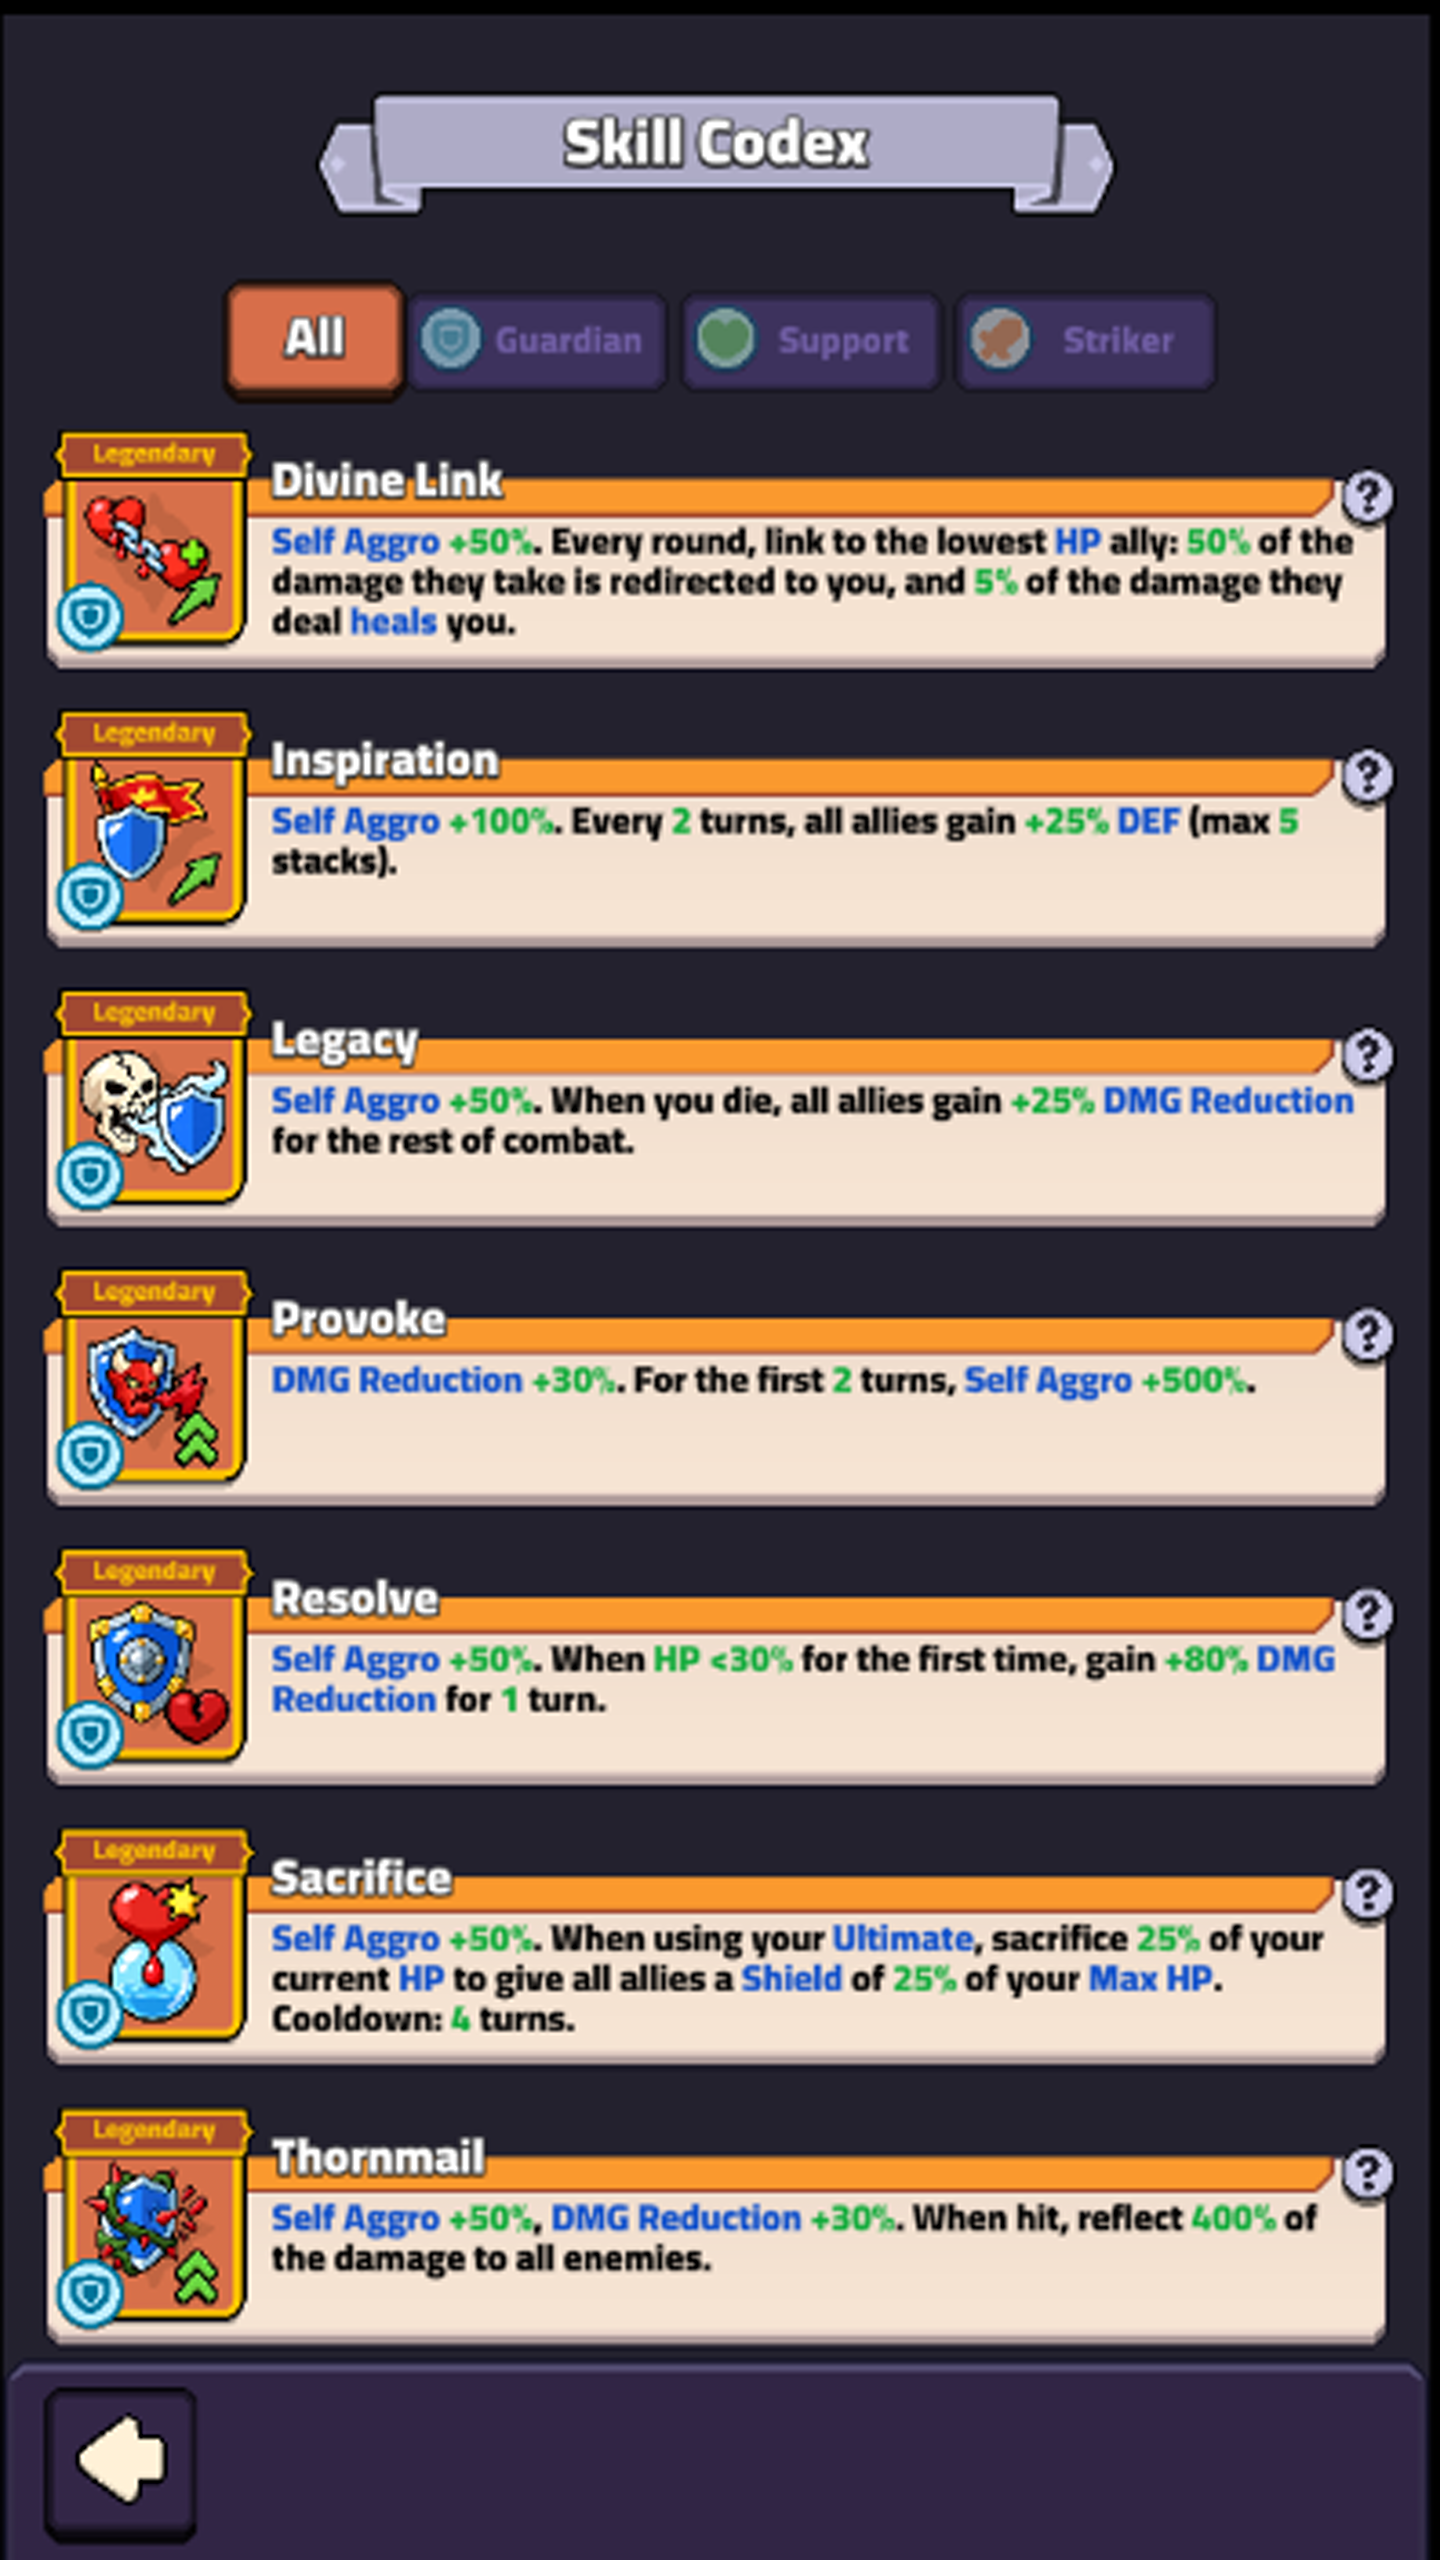 Skill Codex
All
Guardian
Support
Striker
Legendary
Divine Link
?
Self Aggro +50%. Every round, link to the lowest HP ally: 50% of the
damage they take is redirected to you, and 5% of the damage they
deal heals you.
Legendary
Inspiration
?
Self Aggro +100%. Every 2 turns, all allies gain +25% DEF (max 5
stacks).
Legendary
Legacy
?
Self Aggro +50%. When you die, all allies gain +25% DMG Reduction
for the rest of combat.
Legendary
Provoke
?
DMG Reduction +30%. For the first 2 turns, Self Aggro +500%.
Legendary
Resolve
?
Self Aggro +50%. When HP <30% for the first time, gain +80% DMG
Reduction for 1 turn.
Legendary
Sacrifice
?
Self Aggro +50%. When using your Ultimate, sacrifice 25% of your
current HP to give all allies a Shield of 25% of your Max HP.
Cooldown: 4 turns.
Legendary
Thornmail
?
Self Aggro +50%, DMG Reduction +30%. When hit, reflect 400% of
the damage to all enemies.